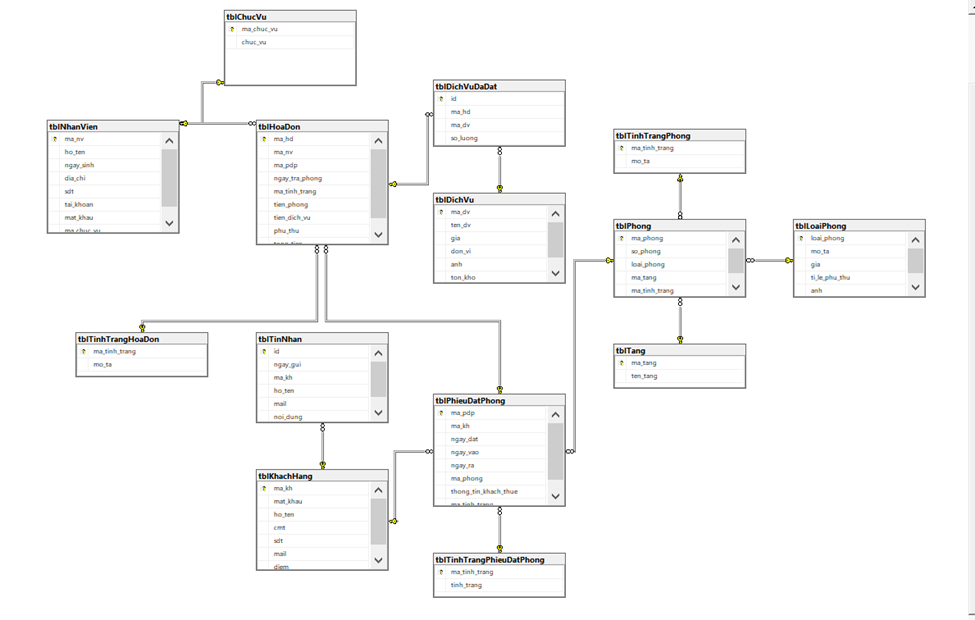 tblChucVu
ma_chuc_vu
chuc_vu
tblNhanVien
ma_nv
ho_ten
ngay_sinh
dia_chi
sdt
tai_khoan
mat_khau
ma_chuc_vu
tblHoaDon
ma_hd
ma_nv
ma_pdp
ngay_tra_phong
ma_tinh_trang
tien_phong
tien_dich_vu
phu_thu
tong_tien
tblDichVuDaDat
id
ma_hd
ma_dv
so_luong
tblDichVu
ma_dv
ten_dv
gia
don_vi
anh
ton_kho
tblTinhTrangPhong
ma_tinh_trang
mo_ta
tblPhong
ma_phong
so_phong
loai_phong
ma_tang
ma_tinh_trang
tblLoaiPhong
loai_phong
mo_ta
gia
ti_le_phu_thu
anh
tblTang
ma_tang
ten_tang
tblTinhTrangHoaDon
ma_tinh_trang
mo_ta
tblTinNhan
id
ngay_gui
ma_kh
ho_ten
mail
noi_dung
tblPhieuDatPhong
ma_pdp
ma_kh
ngay_dat
ngay_vao
ngay_ra
ma_phong
thong_tin_khach_thue
ma_tinh_trang
tblKhachHang
ma_kh
mat_khau
ho_ten
cmt
sdt
mail
diem
tblTinhTrangPhieuDatPhong
ma_tinh_trang
tinh_trang